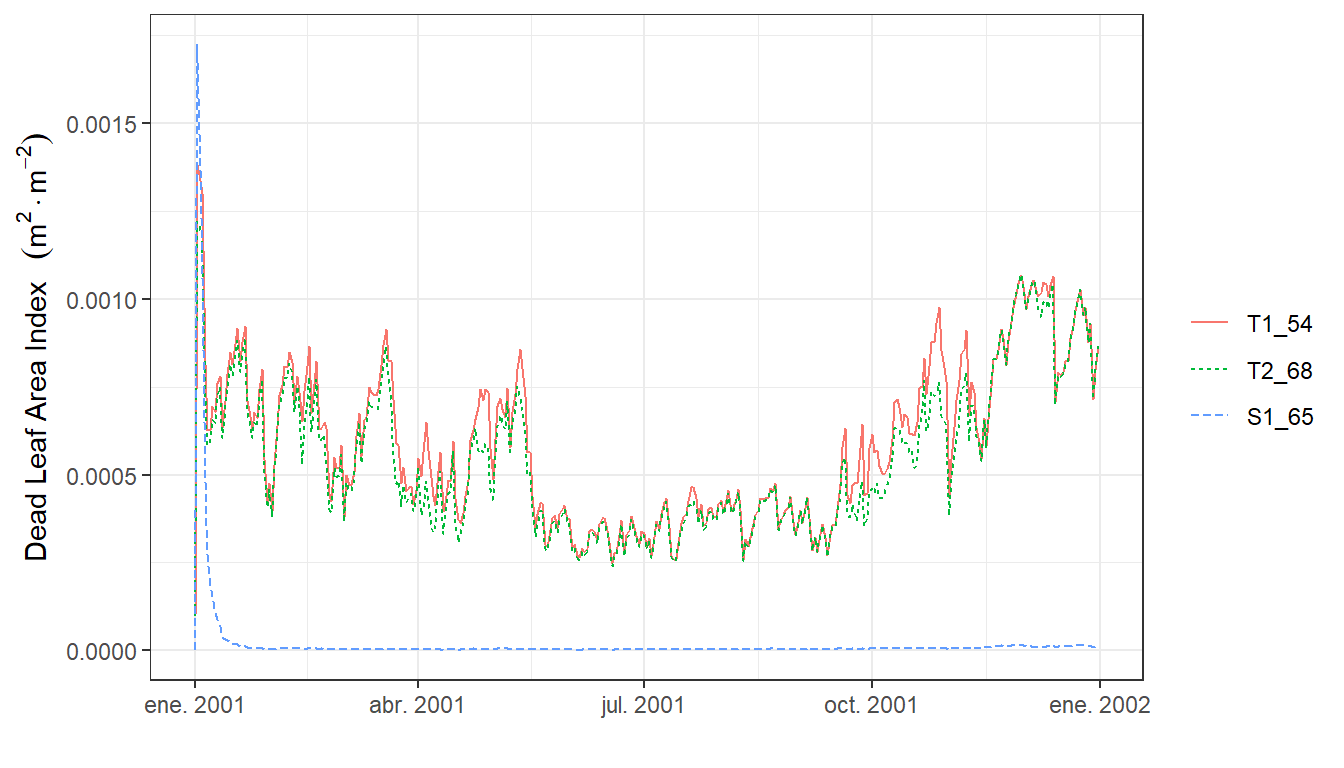 Dead Leaf Area Index (m² · m⁻²)
0.0015
0.0010
0.0005
0.0000
ene. 2001 abr. 2001 jul. 2001 oct. 2001 ene. 2002
T1_54
T2_68
S1_65